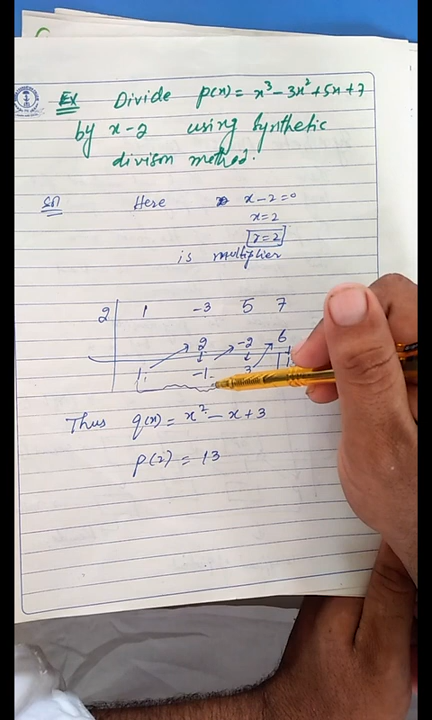 Ex Divide p(x) = x³ - 3x² + 5x + 7
by x-2 using Synthetic
divison method.
Sol Here x-2=0
x=2
x=2
is multiplier
2 1 -3 5 7
2 -2 6
1 -1 3
Thus q(x) = x² - x + 3
p(2) = 13